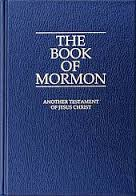 THE
BOOK
OF
MORMON
ANOTHER TESTAMENT
OF JESUS CHRIST